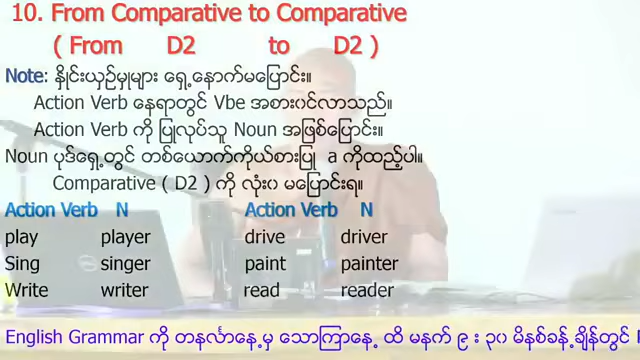 10. From Comparative to Comparative
( From D2 to D2 )
Note: နှိုင်းယှဉ်မှုများ ရှေ့နောက်မပြောင်း။
Action Verb နေရာတွင် Vbe အစားဝင်လာသည်။
Action Verb ကို ပြုလုပ်သူ Noun အဖြစ်ပြောင်း။
Noun ပုဒ်ရှေ့တွင် တစ်ယောက်ကိုယ်စားပြု a ကိုထည့်ပါ။
Comparative ( D2 ) ကို လုံးဝ မပြောင်းရ။
Action Verb N Action Verb N
play player drive driver
Sing singer paint painter
Write writer read reader
English Grammar ကို တနင်္လာနေ့မှ သောကြာနေ့ ထိ မနက် ၉ း ၃၀ မိနစ်ခန့်ချိန်တွင်